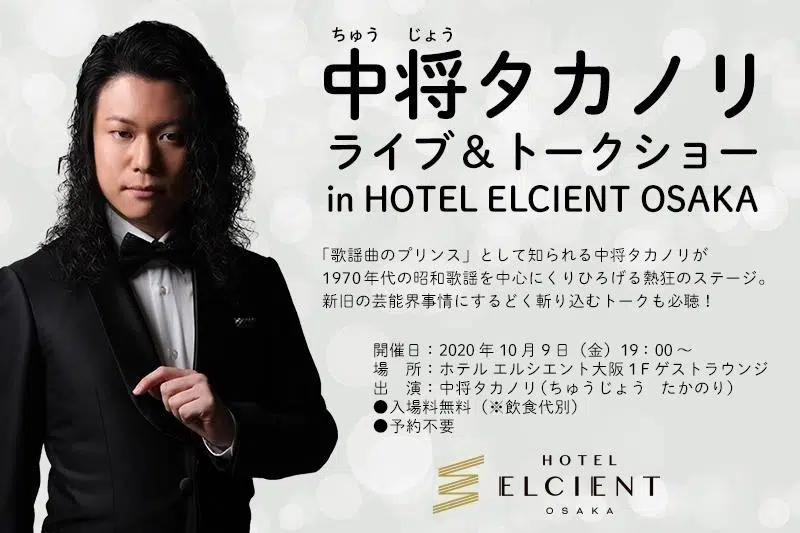 ちゅう じょう
中将タカノリ
ライブ＆トークショー
in HOTEL ELCIENT OSAKA
「歌謡曲のプリンス」として知られる中将タカノリが
1970年代の昭和歌謡を中心にくりひろげる熱狂のステージ。
新旧の芸能界事情にするどく斬り込むトークも必聴！
開催日：2020年10月9日（金）19：00～
場　所：ホテル エルシエント大阪 1F ゲストラウンジ
出　演：中将タカノリ（ちゅうじょう　たかのり）
●入場料無料（※飲食代別）
●予約不要
HOTEL
ELCIENT
OSAKA